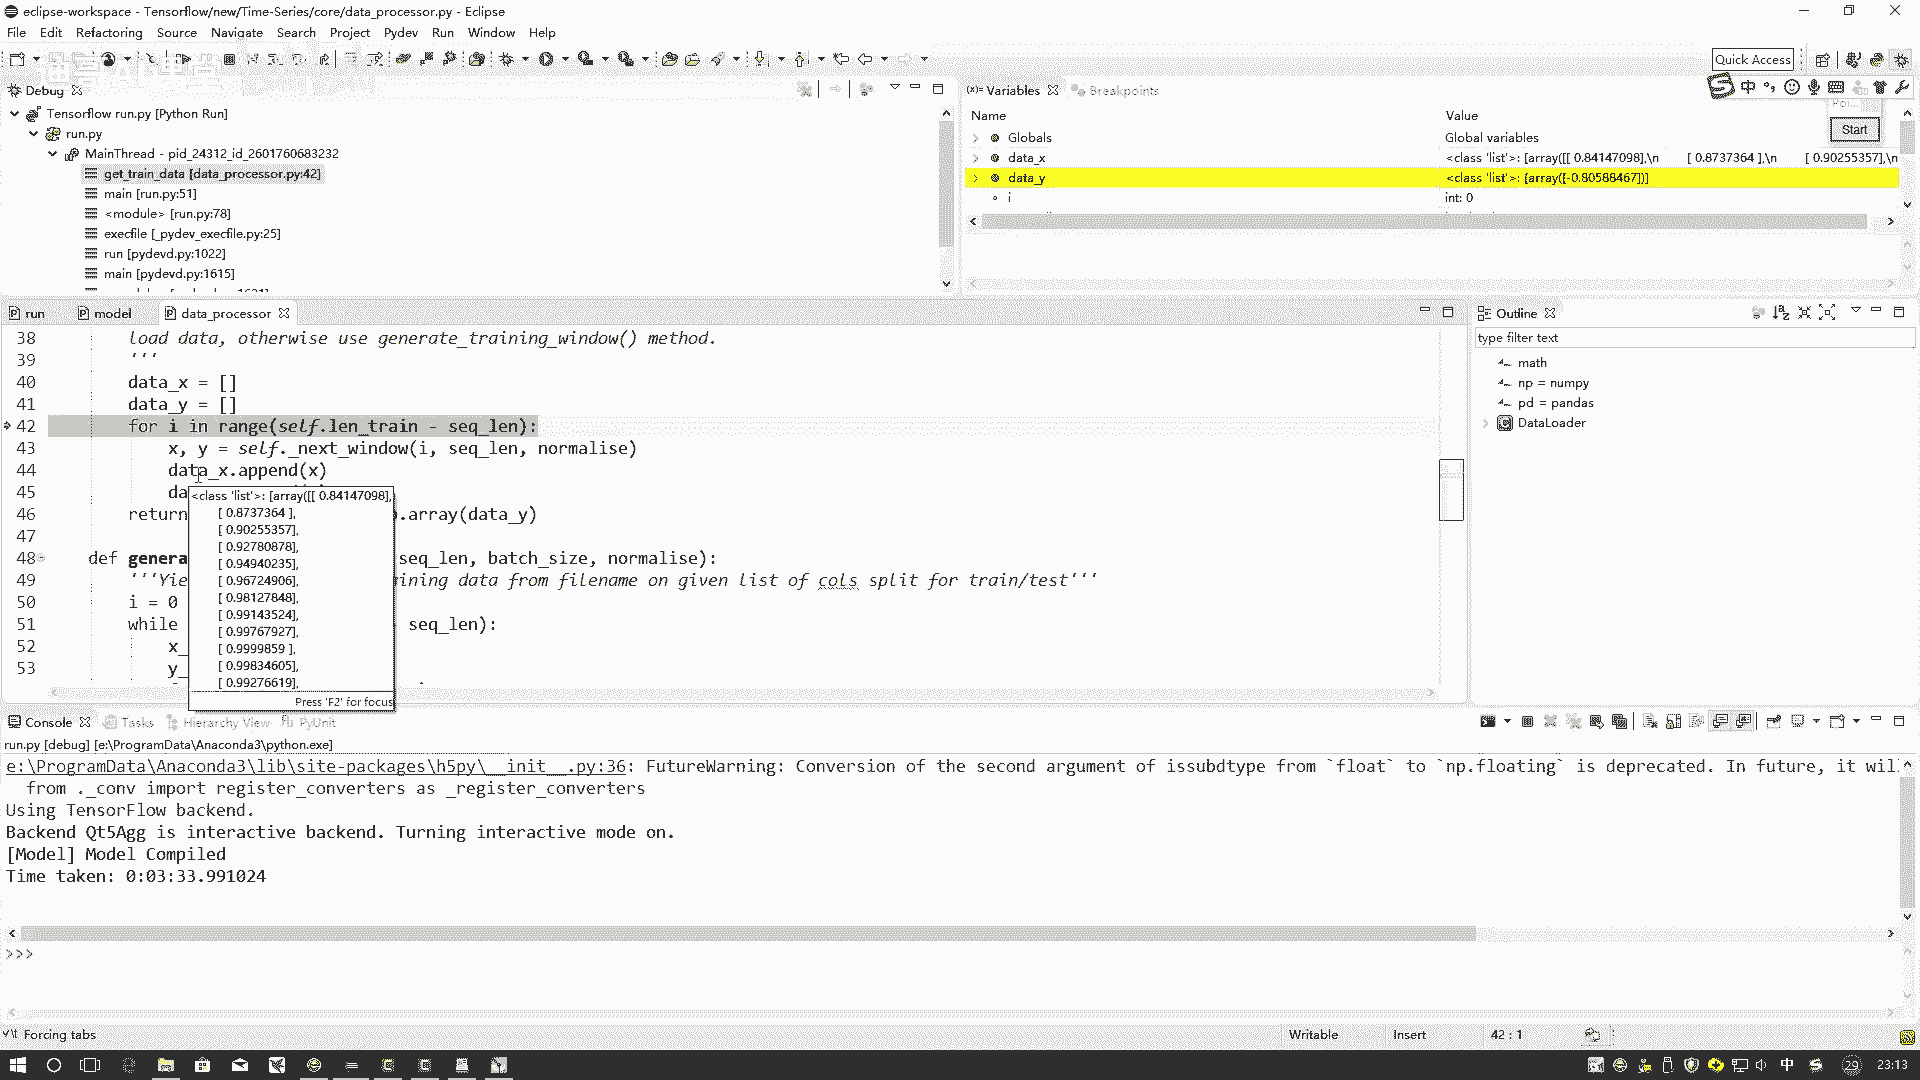 eclipse-workspace - Tensorflow/new/Time-Series/core/data_processor.py - Eclipse
File Edit Refactoring Source Navigate Search Project Pydev Run Window Help
Quick Access
Debug
Tensorflow run.py [Python Run]
run.py
MainThread - pid_24312_id_2601760683232
get_train_data [data_processor.py:42]
main [run.py:51]
<module> [run.py:78]
execfile [_pydev_execfile.py:25]
run [pydevd.py:1022]
main [pydevd.py:1615]
(x)= Variables Breakpoints
中
Name Value
Start
Globals Global variables
data_x <class 'list'>: [array([[ 0.84147098],\n [ 0.8737364 ],\n [ 0.90255357],\n
data_y <class 'list'>: [array([-0.80588467])]
i int: 0
run model data_processor
38 load data, otherwise use generate_training_window() method.
39 '''
40 data_x = []
41 data_y = []
42 for i in range(self.len_train - seq_len):
43 x, y = self._next_window(i, seq_len, normalise)
44 data_x.append(x)
45 da
46 return .array(data_y)
47
48 def genera seq_len, batch_size, normalise):
49 '''Yie ining data from filename on given list of cols split for train/test'''
50 i = 0
51 while seq_len):
52 x_
53 y_
<class 'list'>: [array([[ 0.84147098],
[ 0.8737364 ],
[ 0.90255357],
[ 0.92780878],
[ 0.94940235],
[ 0.96724906],
[ 0.98127848],
[ 0.99143524],
[ 0.99767927],
[ 0.9999859 ],
[ 0.99834605],
[ 0.99276619],
Press 'F2' for focus
Outline
type filter text
math
np = numpy
pd = pandas
DataLoader
Console Tasks Hierarchy View PyUnit
run.py [debug] [e:\ProgramData\Anaconda3\python.exe]
e:\ProgramData\Anaconda3\lib\site-packages\h5py\__init__.py:36: FutureWarning: Conversion of the second argument of issubdtype from `float` to `np.floating` is deprecated. In future, it wil
from ._conv import register_converters as _register_converters
Using TensorFlow backend.
Backend Qt5Agg is interactive backend. Turning interactive mode on.
[Model] Model Compiled
Time taken: 0:03:33.991024
>>>
Forcing tabs Writable Insert 42 : 1
中 29 23:13